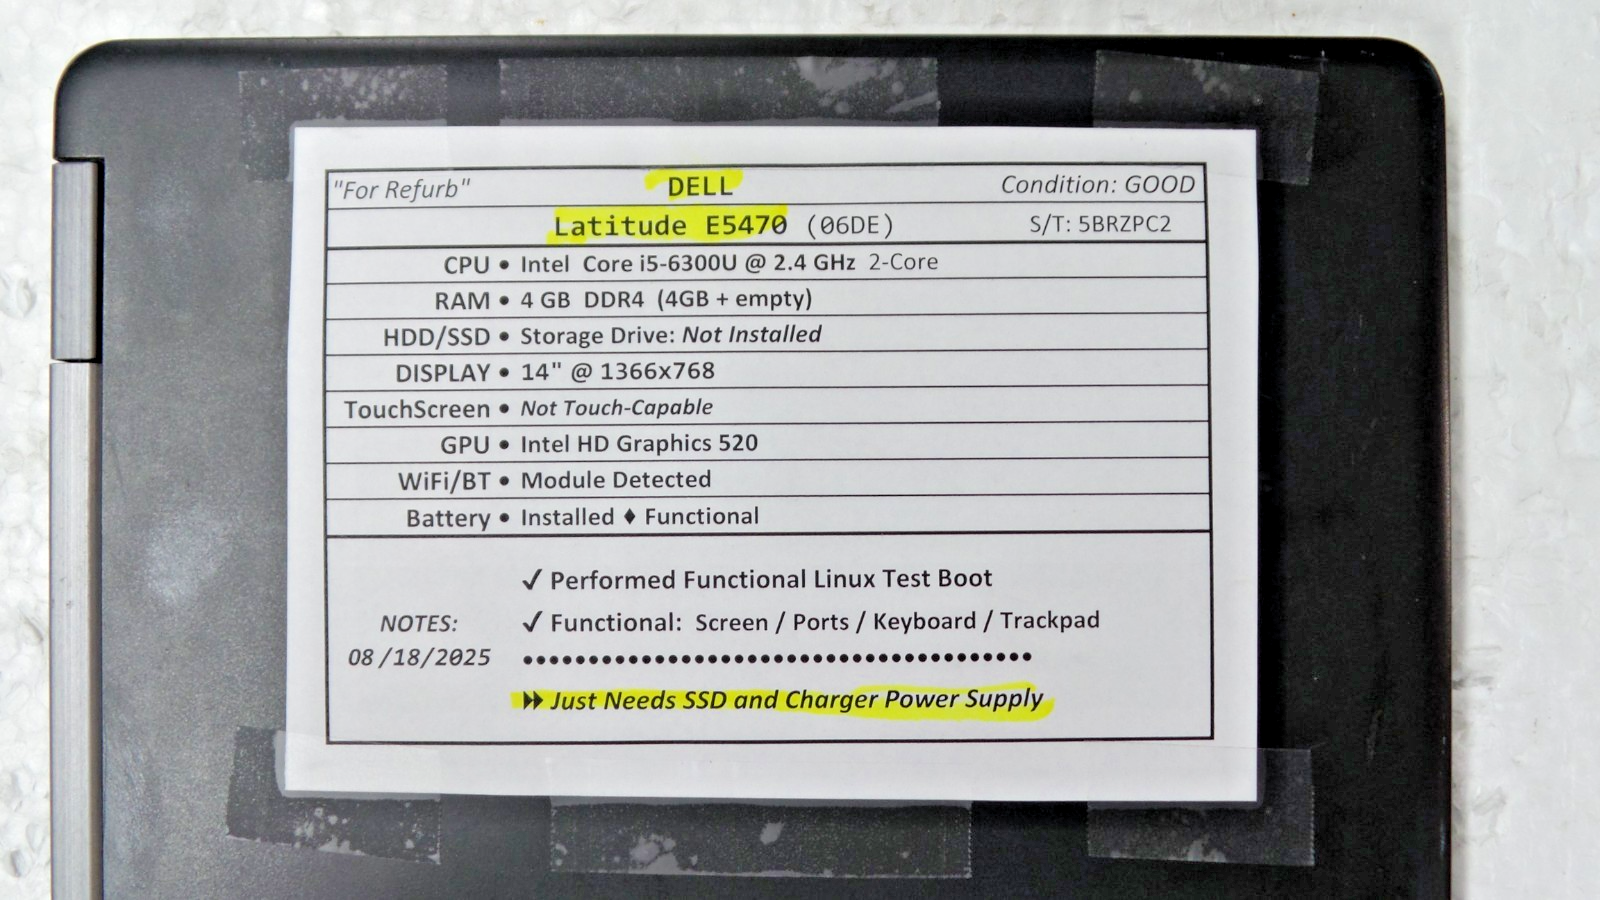 "For Refurb" DELL Condition: GOOD
Latitude E5470 (06DE) S/T: 5BRZPC2
CPU • Intel Core i5-6300U @ 2.4 GHz 2-Core
RAM • 4 GB DDR4 (4GB + empty)
HDD/SSD • Storage Drive: Not Installed
DISPLAY • 14" @ 1366x768
TouchScreen • Not Touch-Capable
GPU • Intel HD Graphics 520
WiFi/BT • Module Detected
Battery • Installed ♦ Functional
✓ Performed Functional Linux Test Boot
NOTES: ✓ Functional: Screen / Ports / Keyboard / Trackpad
08/18/2025 •••••••••••••••••••••••••••••••••••••••
▶▶ Just Needs SSD and Charger Power Supply